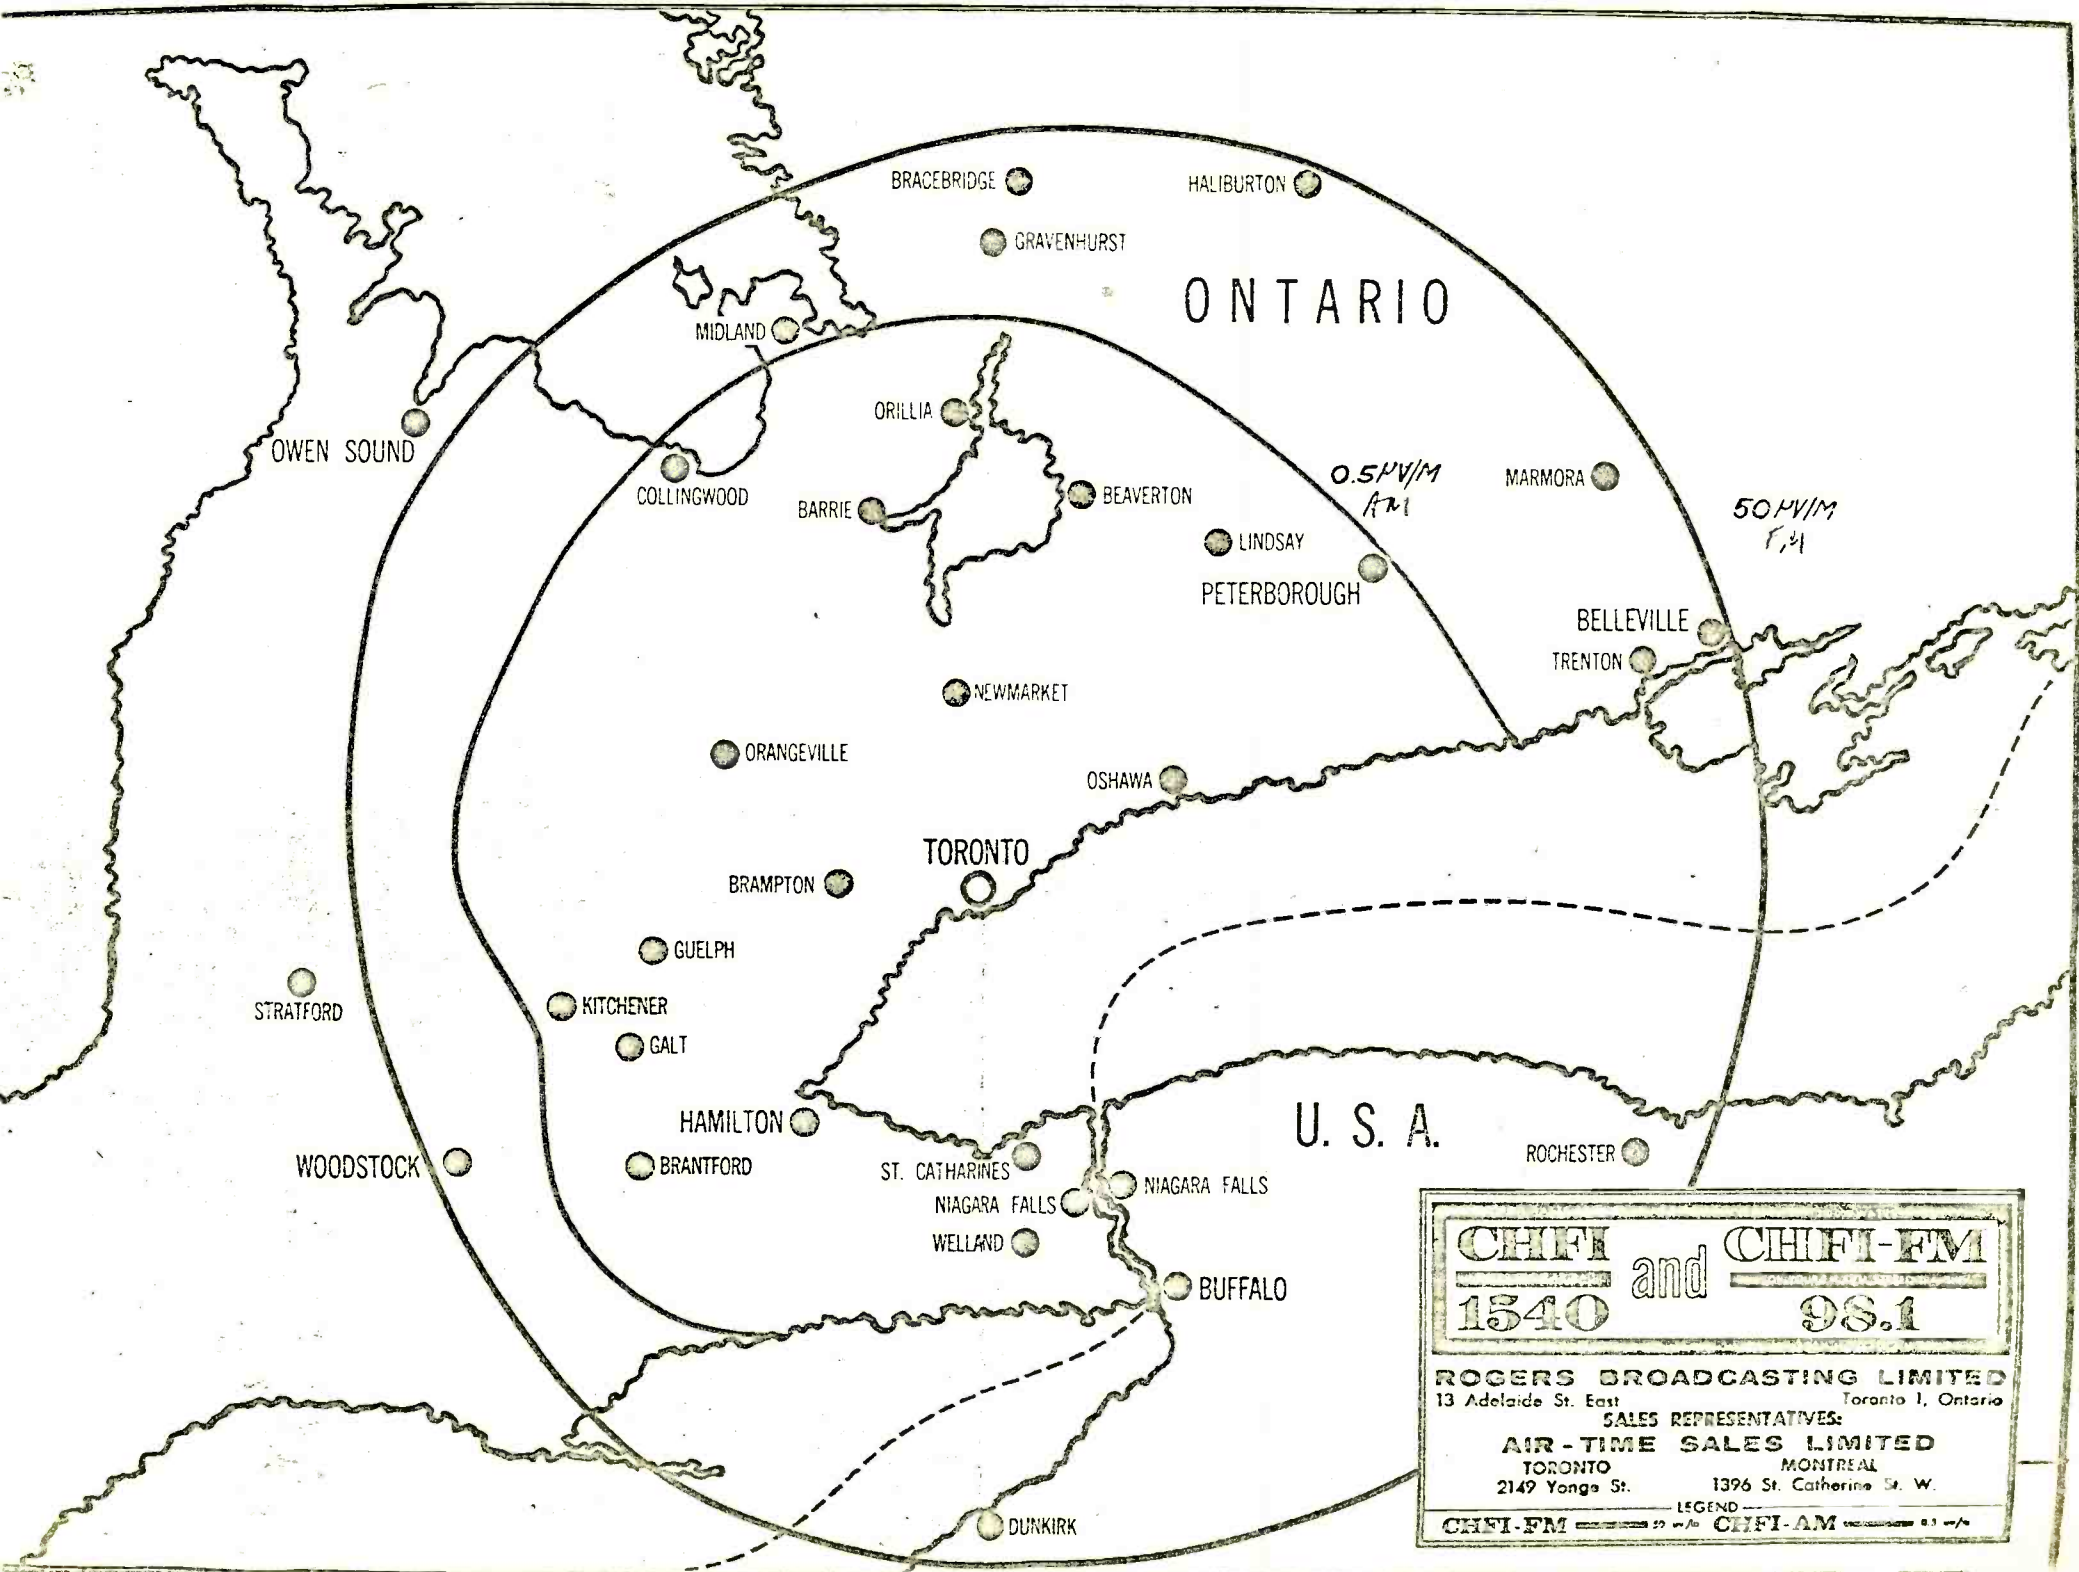 BRACEBRIDGE
HALIBURTON
GRAVENHURST
ONTARIO
MIDLAND
ORILLIA
OWEN SOUND
COLLINGWOOD
BARRIE
BEAVERTON
0.5 µV/M
AM
MARMORA
50 µV/M
FM
LINDSAY
PETERBOROUGH
BELLEVILLE
TRENTON
NEWMARKET
ORANGEVILLE
OSHAWA
TORONTO
BRAMPTON
GUELPH
STRATFORD
KITCHENER
GALT
HAMILTON
U. S. A.
WOODSTOCK
BRANTFORD
ST. CATHARINES
ROCHESTER
NIAGARA FALLS
NIAGARA FALLS
WELLAND
BUFFALO
DUNKIRK
CHFI and CHFI-FM
1540 98.1
ROGERS BROADCASTING LIMITED
13 Adelaide St. East Toronto 1, Ontario
SALES REPRESENTATIVES:
AIR-TIME SALES LIMITED
TORONTO MONTREAL
2149 Yonge St. 1396 St. Catherine St. W.
LEGEND
CHFI-FM CHFI-AM